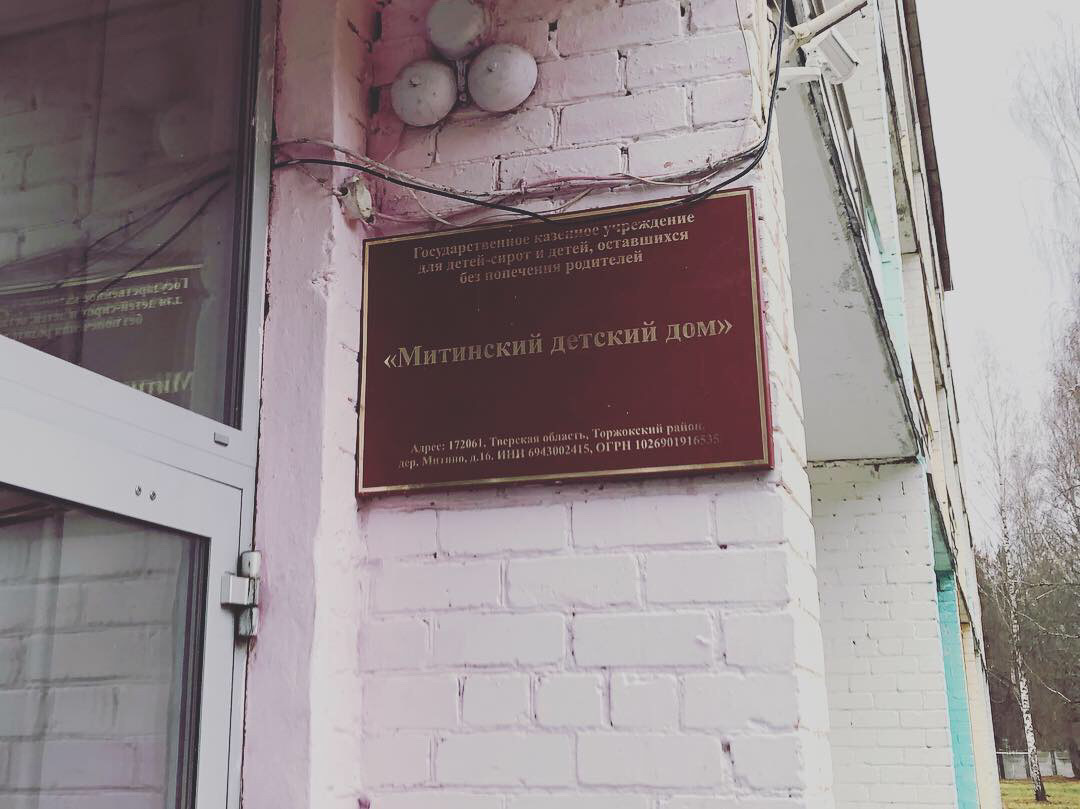 Государственное казенное учреждение
для детей-сирот и детей, оставшихся
без попечения родителей
«Митинский детский дом»
Адрес: 172061, Тверская область, Торжокский район,
дер. Митино, д.16. ИНН 6943002415, ОГРН 1026901916535